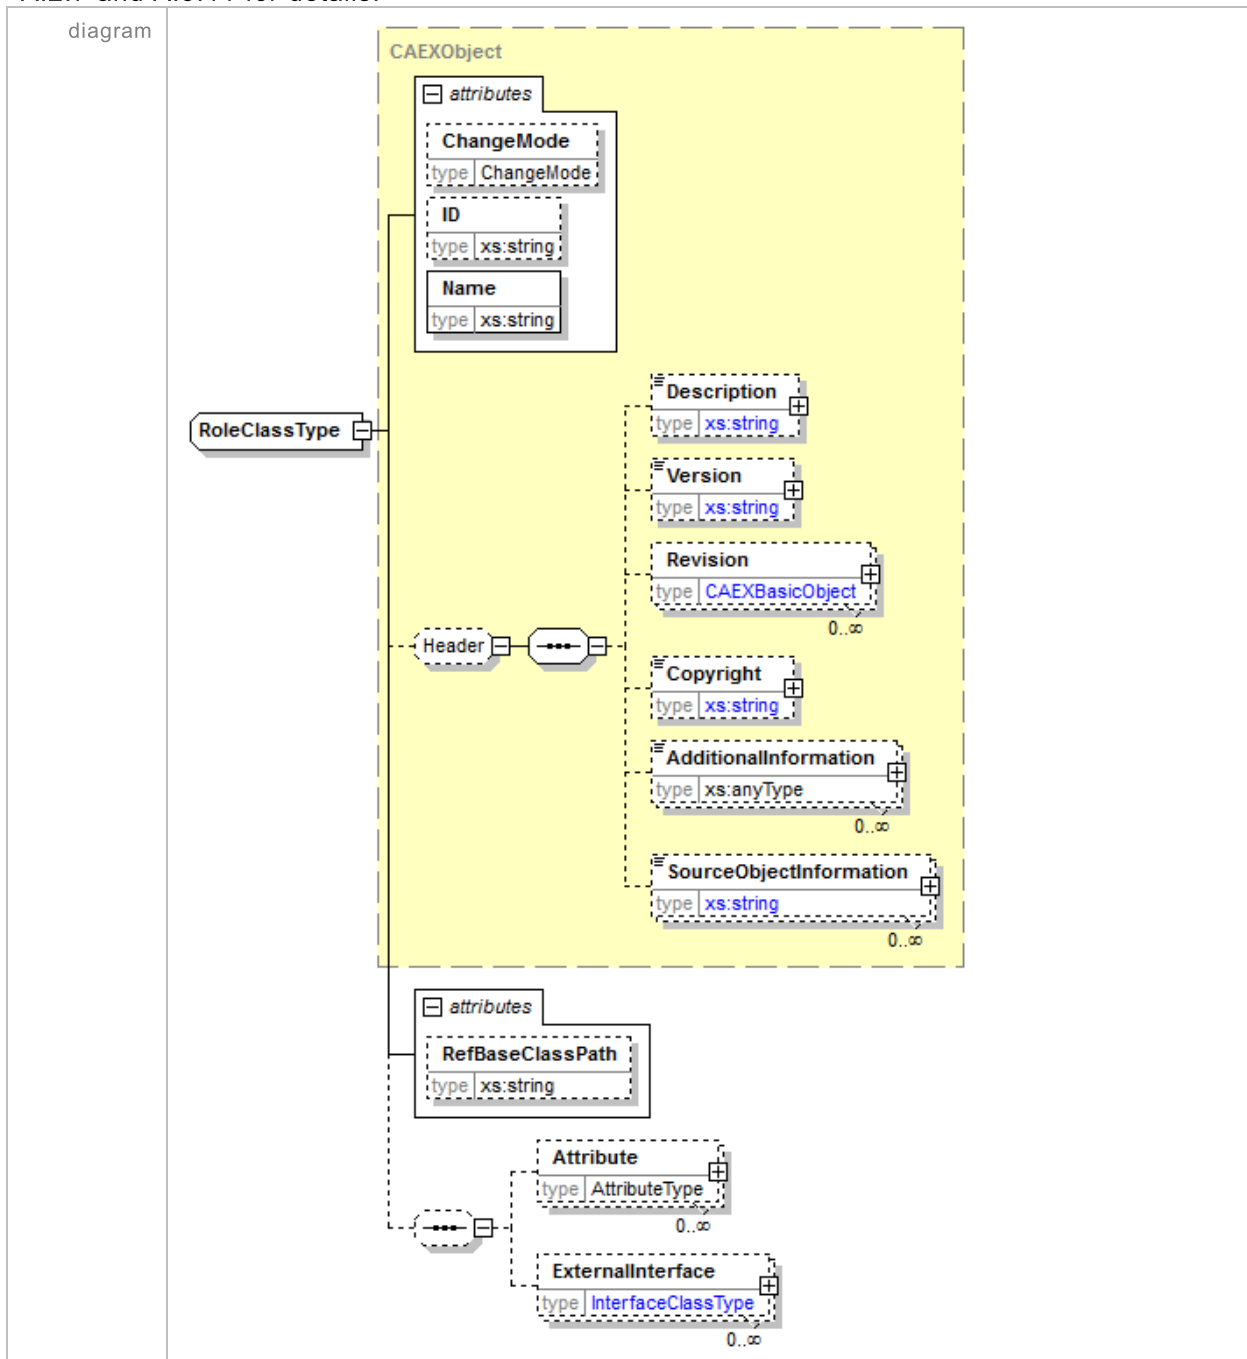 diagram
CAEXObject
attributes
ChangeMode
type ChangeMode
ID
type xs:string
Name
type xs:string
Description
type xs:string
RoleClassType
Version
type xs:string
Revision
type CAEXBasicObject
0..∞
Header
Copyright
type xs:string
AdditionalInformation
type xs:anyType
0..∞
SourceObjectInformation
type xs:string
0..∞
attributes
RefBaseClassPath
type xs:string
Attribute
type AttributeType
0..∞
ExternalInterface
type InterfaceClassType
0..∞